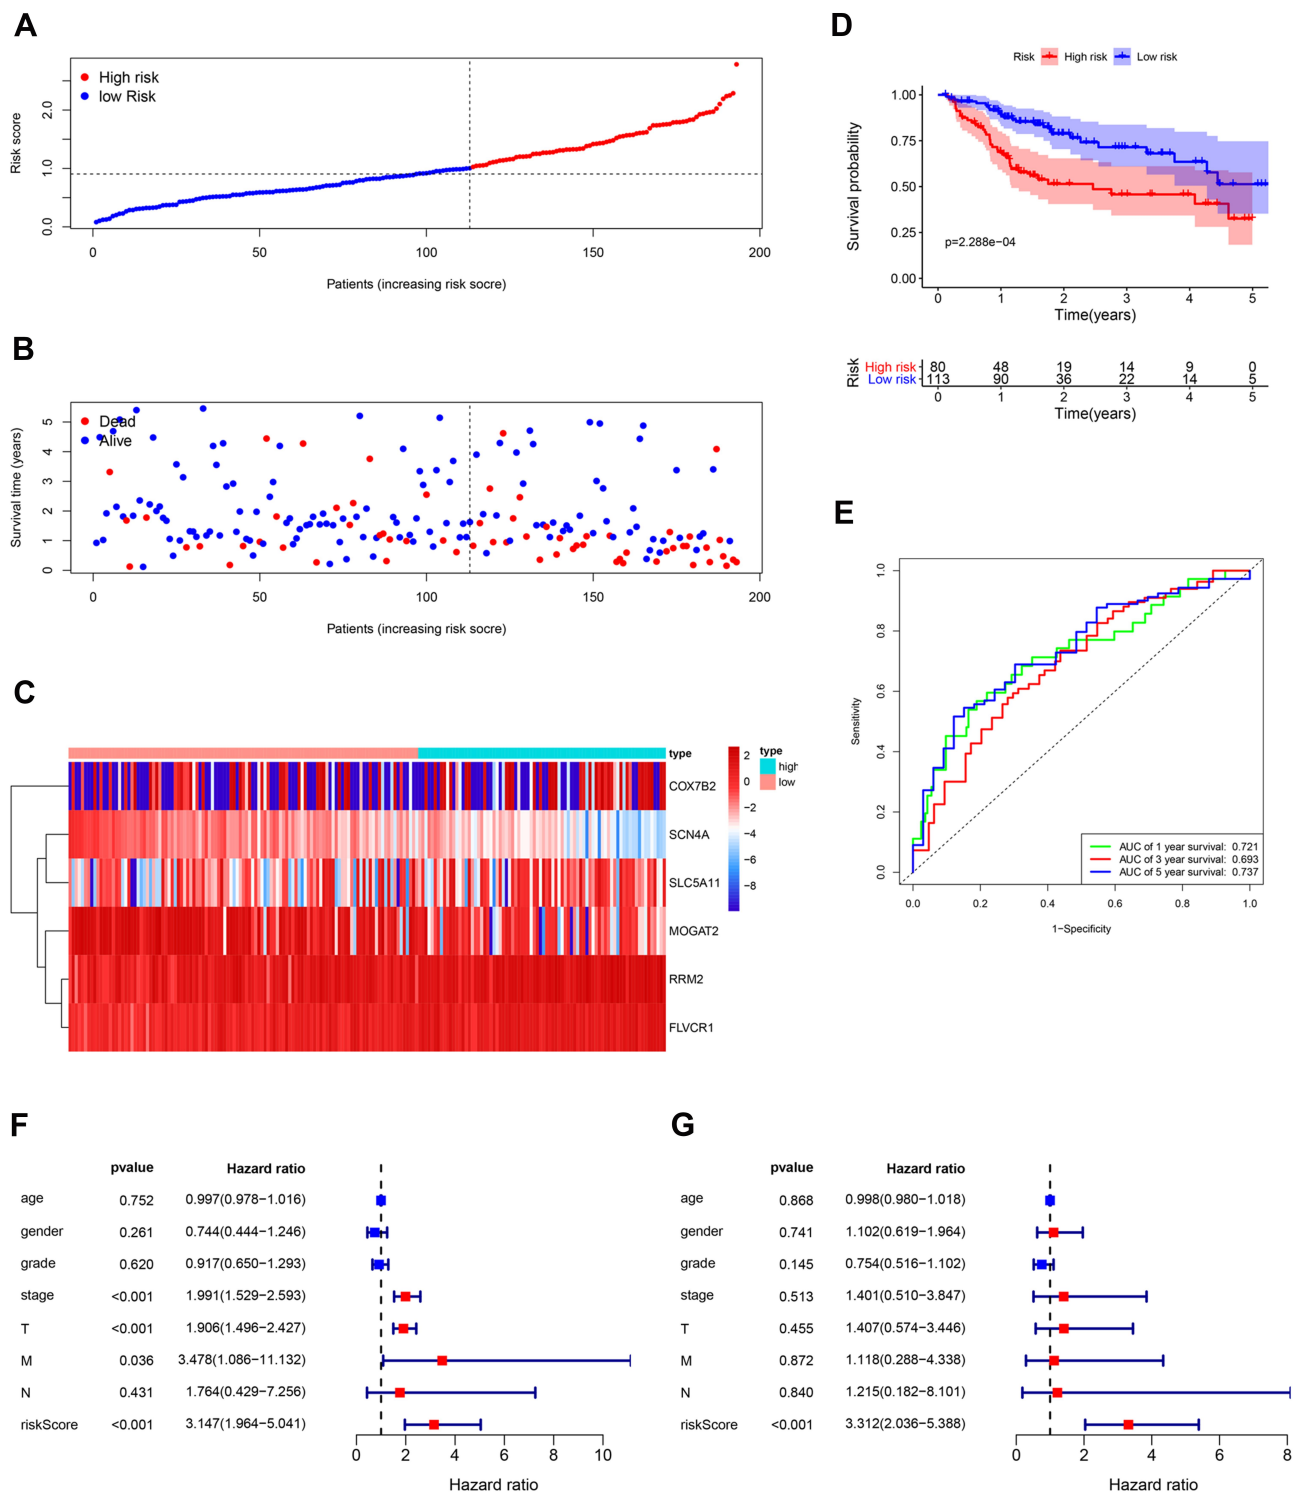 A
High risk
low Risk
Risk score
0.0
1.0
2.0
0 50 100 150 200
Patients (increasing risk socre)
B
Dead
Alive
Survival time (years)
0
1
2
3
4
5
0 50 100 150 200
Patients (increasing risk socre)
C
type
COX7B2
SCN4A
SLC5A11
MOGAT2
RRM2
FLVCR1
2
0
−2
−4
−6
−8
type
high
low
D
Risk High risk Low risk
Survival probability
1.00
0.75
0.50
0.25
0.00
p=2.288e−04
0 1 2 3 4 5
Time(years)
Risk
High risk 80 48 19 14 9 0
Low risk 113 90 36 22 14 5
0 1 2 3 4 5
Time(years)
E
Sensitivity
0.0
0.2
0.4
0.6
0.8
1.0
AUC of 1 year survival: 0.721
AUC of 3 year survival: 0.693
AUC of 5 year survival: 0.737
0.0 0.2 0.4 0.6 0.8 1.0
1−Specificity
F
pvalue Hazard ratio
age 0.752 0.997(0.978−1.016)
gender 0.261 0.744(0.444−1.246)
grade 0.620 0.917(0.650−1.293)
stage <0.001 1.991(1.529−2.593)
T <0.001 1.906(1.496−2.427)
M 0.036 3.478(1.086−11.132)
N 0.431 1.764(0.429−7.256)
riskScore <0.001 3.147(1.964−5.041)
0 2 4 6 8 10
Hazard ratio
G
pvalue Hazard ratio
age 0.868 0.998(0.980−1.018)
gender 0.741 1.102(0.619−1.964)
grade 0.145 0.754(0.516−1.102)
stage 0.513 1.401(0.510−3.847)
T 0.455 1.407(0.574−3.446)
M 0.872 1.118(0.288−4.338)
N 0.840 1.215(0.182−8.101)
riskScore <0.001 3.312(2.036−5.388)
0 2 4 6 8
Hazard ratio